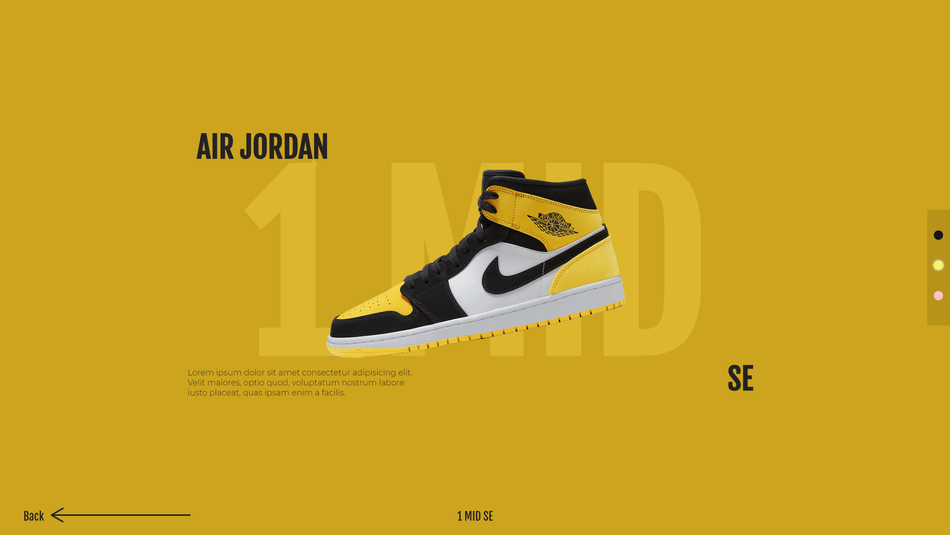 AIR JORDAN
1 MID
Lorem ipsum dolor sit amet consectetur adipisicing elit.
Velit maiores, optio quod, voluptatum nostrum labore
iusto placeat, quas ipsam enim a facilis.
SE
Back
1 MID SE